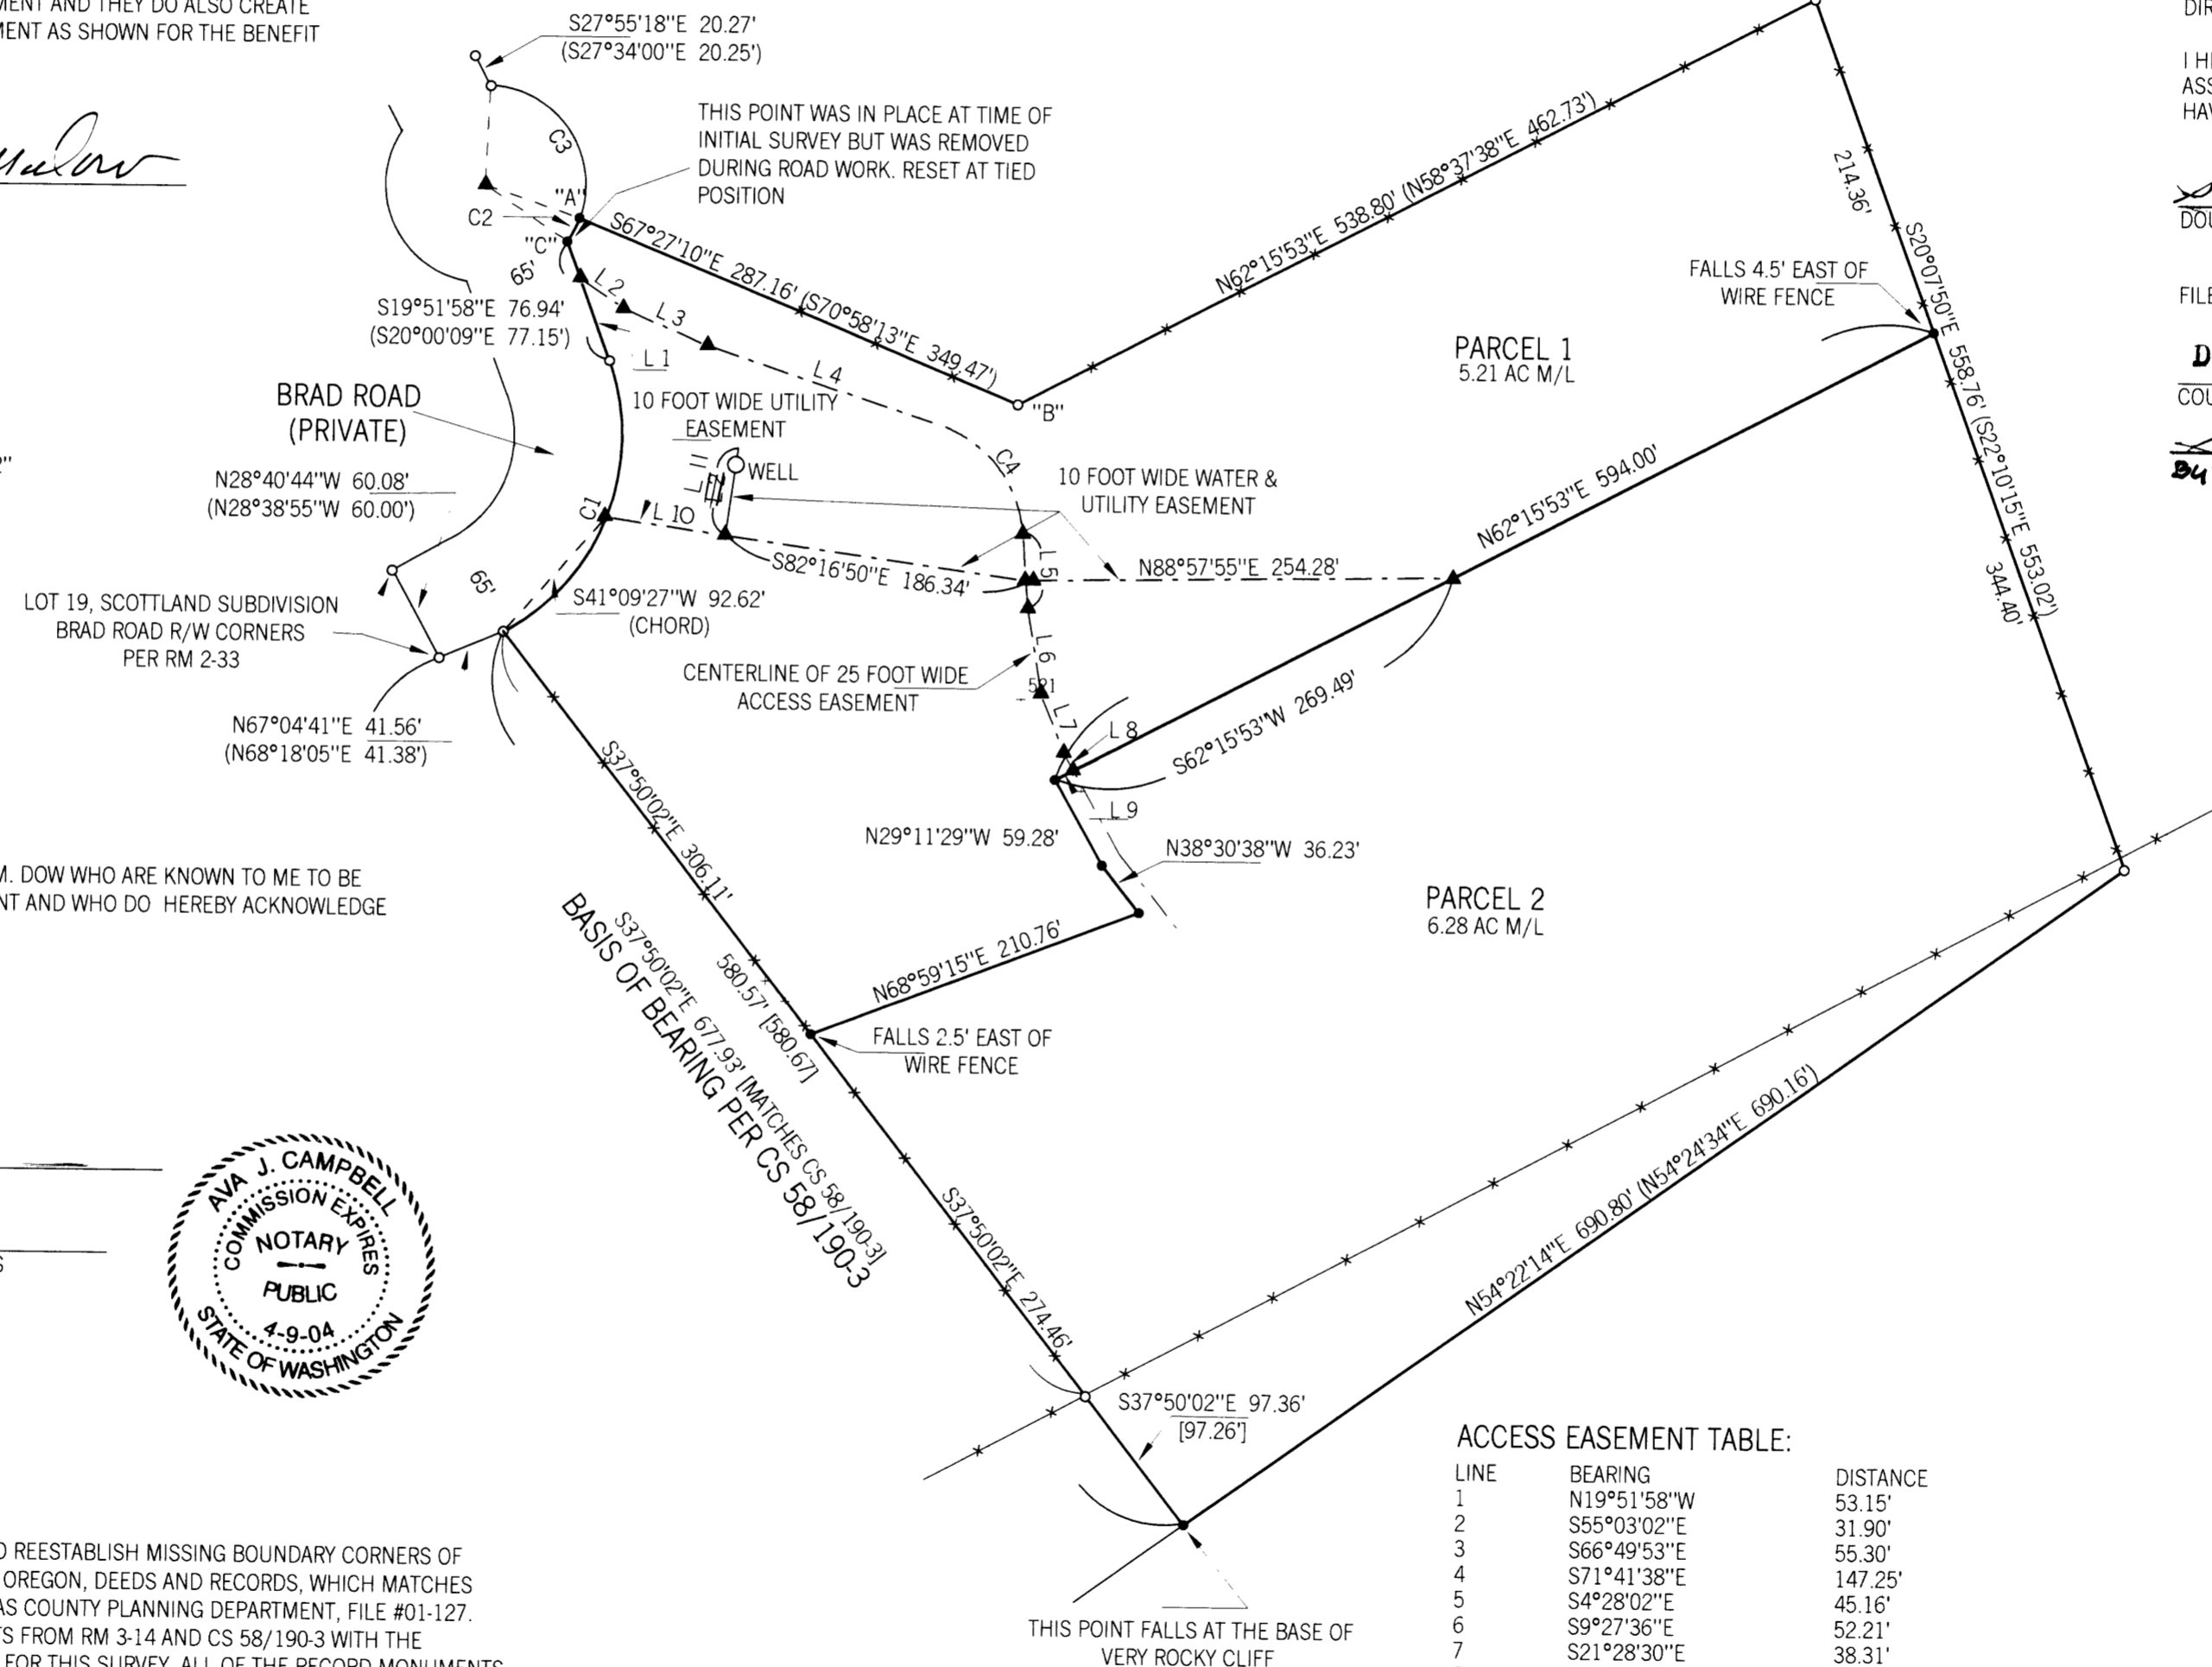 MENT AND THEY DO ALSO CREATE
MENT AS SHOWN FOR THE BENEFIT
S27°55'18"E 20.27'
(S27°34'00"E 20.25')
C3
THIS POINT WAS IN PLACE AT TIME OF
INITIAL SURVEY BUT WAS REMOVED
DURING ROAD WORK. RESET AT TIED
POSITION
"A"
C2
"C"
65'
S67°27'10"E 287.16' (S70°58'13"E 349.47')
N62°15'53"E 538.80' (N58°37'38"E 462.73')
214.36'
S20°07'50"E 558.76' (S22°10'15"E 553.02')
344.40'
FALLS 4.5' EAST OF
WIRE FENCE
DIR
I H
ASS
HAV
DOU
FILE
D
COU
S19°51'58"E 76.94'
(S20°00'09"E 77.15')
L 2
L 3
L 1
L 4
"B"
PARCEL 1
5.21 AC M/L
BRAD ROAD
(PRIVATE)
10 FOOT WIDE UTILITY
EASEMENT
WELL
L 11
C4
10 FOOT WIDE WATER &
UTILITY EASEMENT
N28°40'44"W 60.08'
(N28°38'55"W 60.00')
C1
L 10
S82°16'50"E 186.34'
L 5
N88°57'55"E 254.28'
N62°15'53"E 594.00'
65'
LOT 19, SCOTTLAND SUBDIVISION
BRAD ROAD R/W CORNERS
PER RM 2-33
S41°09'27"W 92.62'
(CHORD)
CENTERLINE OF 25 FOOT WIDE
ACCESS EASEMENT
L 6
L 7
L 8
S62°15'53"W 269.49'
N67°04'41"E 41.56'
(N68°18'05"E 41.38')
L 9
N29°11'29"W 59.28'
N38°30'38"W 36.23'
S37°50'02"E 306.11'
PARCEL 2
6.28 AC M/L
M. DOW WHO ARE KNOWN TO ME TO BE
NT AND WHO DO HEREBY ACKNOWLEDGE
N68°59'15"E 210.76'
580.57' [580.67]
S37°50'02"E 677.93' [MATCHES CS 58/190-3]
BASIS OF BEARING PER CS 58/190-3
FALLS 2.5' EAST OF
WIRE FENCE
S37°50'02"E 274.46'
N54°22'14"E 690.80' (N54°24'34"E 690.16')
AVA J. CAMPBELL
COMMISSION EXPIRES
NOTARY
PUBLIC
4-9-04
STATE OF WASHINGTON
S37°50'02"E 97.36'
[97.26']
THIS POINT FALLS AT THE BASE OF
VERY ROCKY CLIFF
O REESTABLISH MISSING BOUNDARY CORNERS OF
OREGON, DEEDS AND RECORDS, WHICH MATCHES
AS COUNTY PLANNING DEPARTMENT, FILE #01-127.
S FROM RM 3-14 AND CS 58/190-3 WITH THE
FOR THIS SURVEY. ALL OF THE RECORD MONUMENTS
ACCESS EASEMENT TABLE:
LINE BEARING DISTANCE
1 N19°51'58"W 53.15'
2 S55°03'02"E 31.90'
3 S66°49'53"E 55.30'
4 S71°41'38"E 147.25'
5 S4°28'02"E 45.16'
6 S9°27'36"E 52.21'
7 S21°28'30"E 38.31'